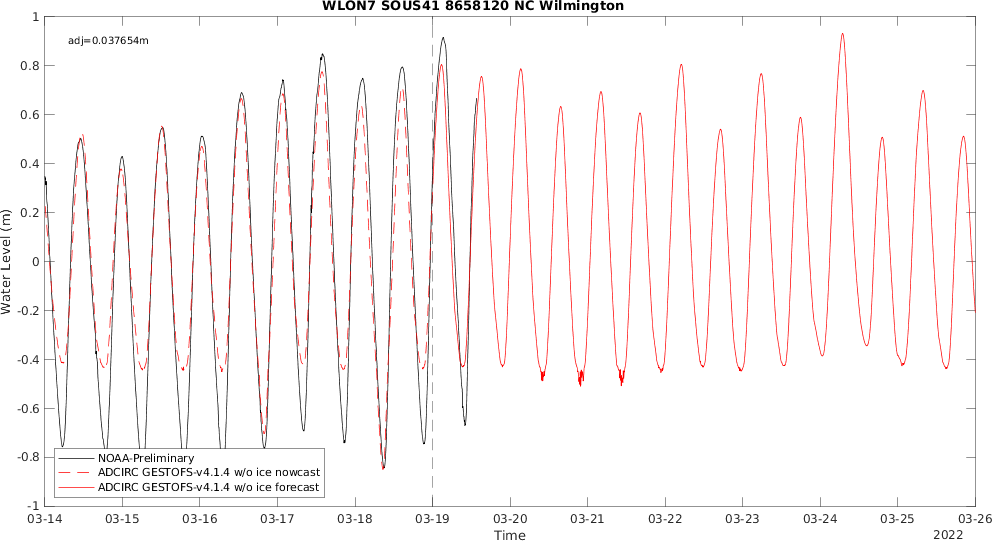 WLON7 SOUS41 8658120 NC Wilmington
adj=0.037654m
Water Level (m)
1
0.8
0.6
0.4
0.2
0
-0.2
-0.4
-0.6
-0.8
-1
NOAA-Preliminary
ADCIRC GESTOFS-v4.1.4 w/o ice nowcast
ADCIRC GESTOFS-v4.1.4 w/o ice forecast
03-14 03-15 03-16 03-17 03-18 03-19 03-20 03-21 03-22 03-23 03-24 03-25 03-26
Time
2022